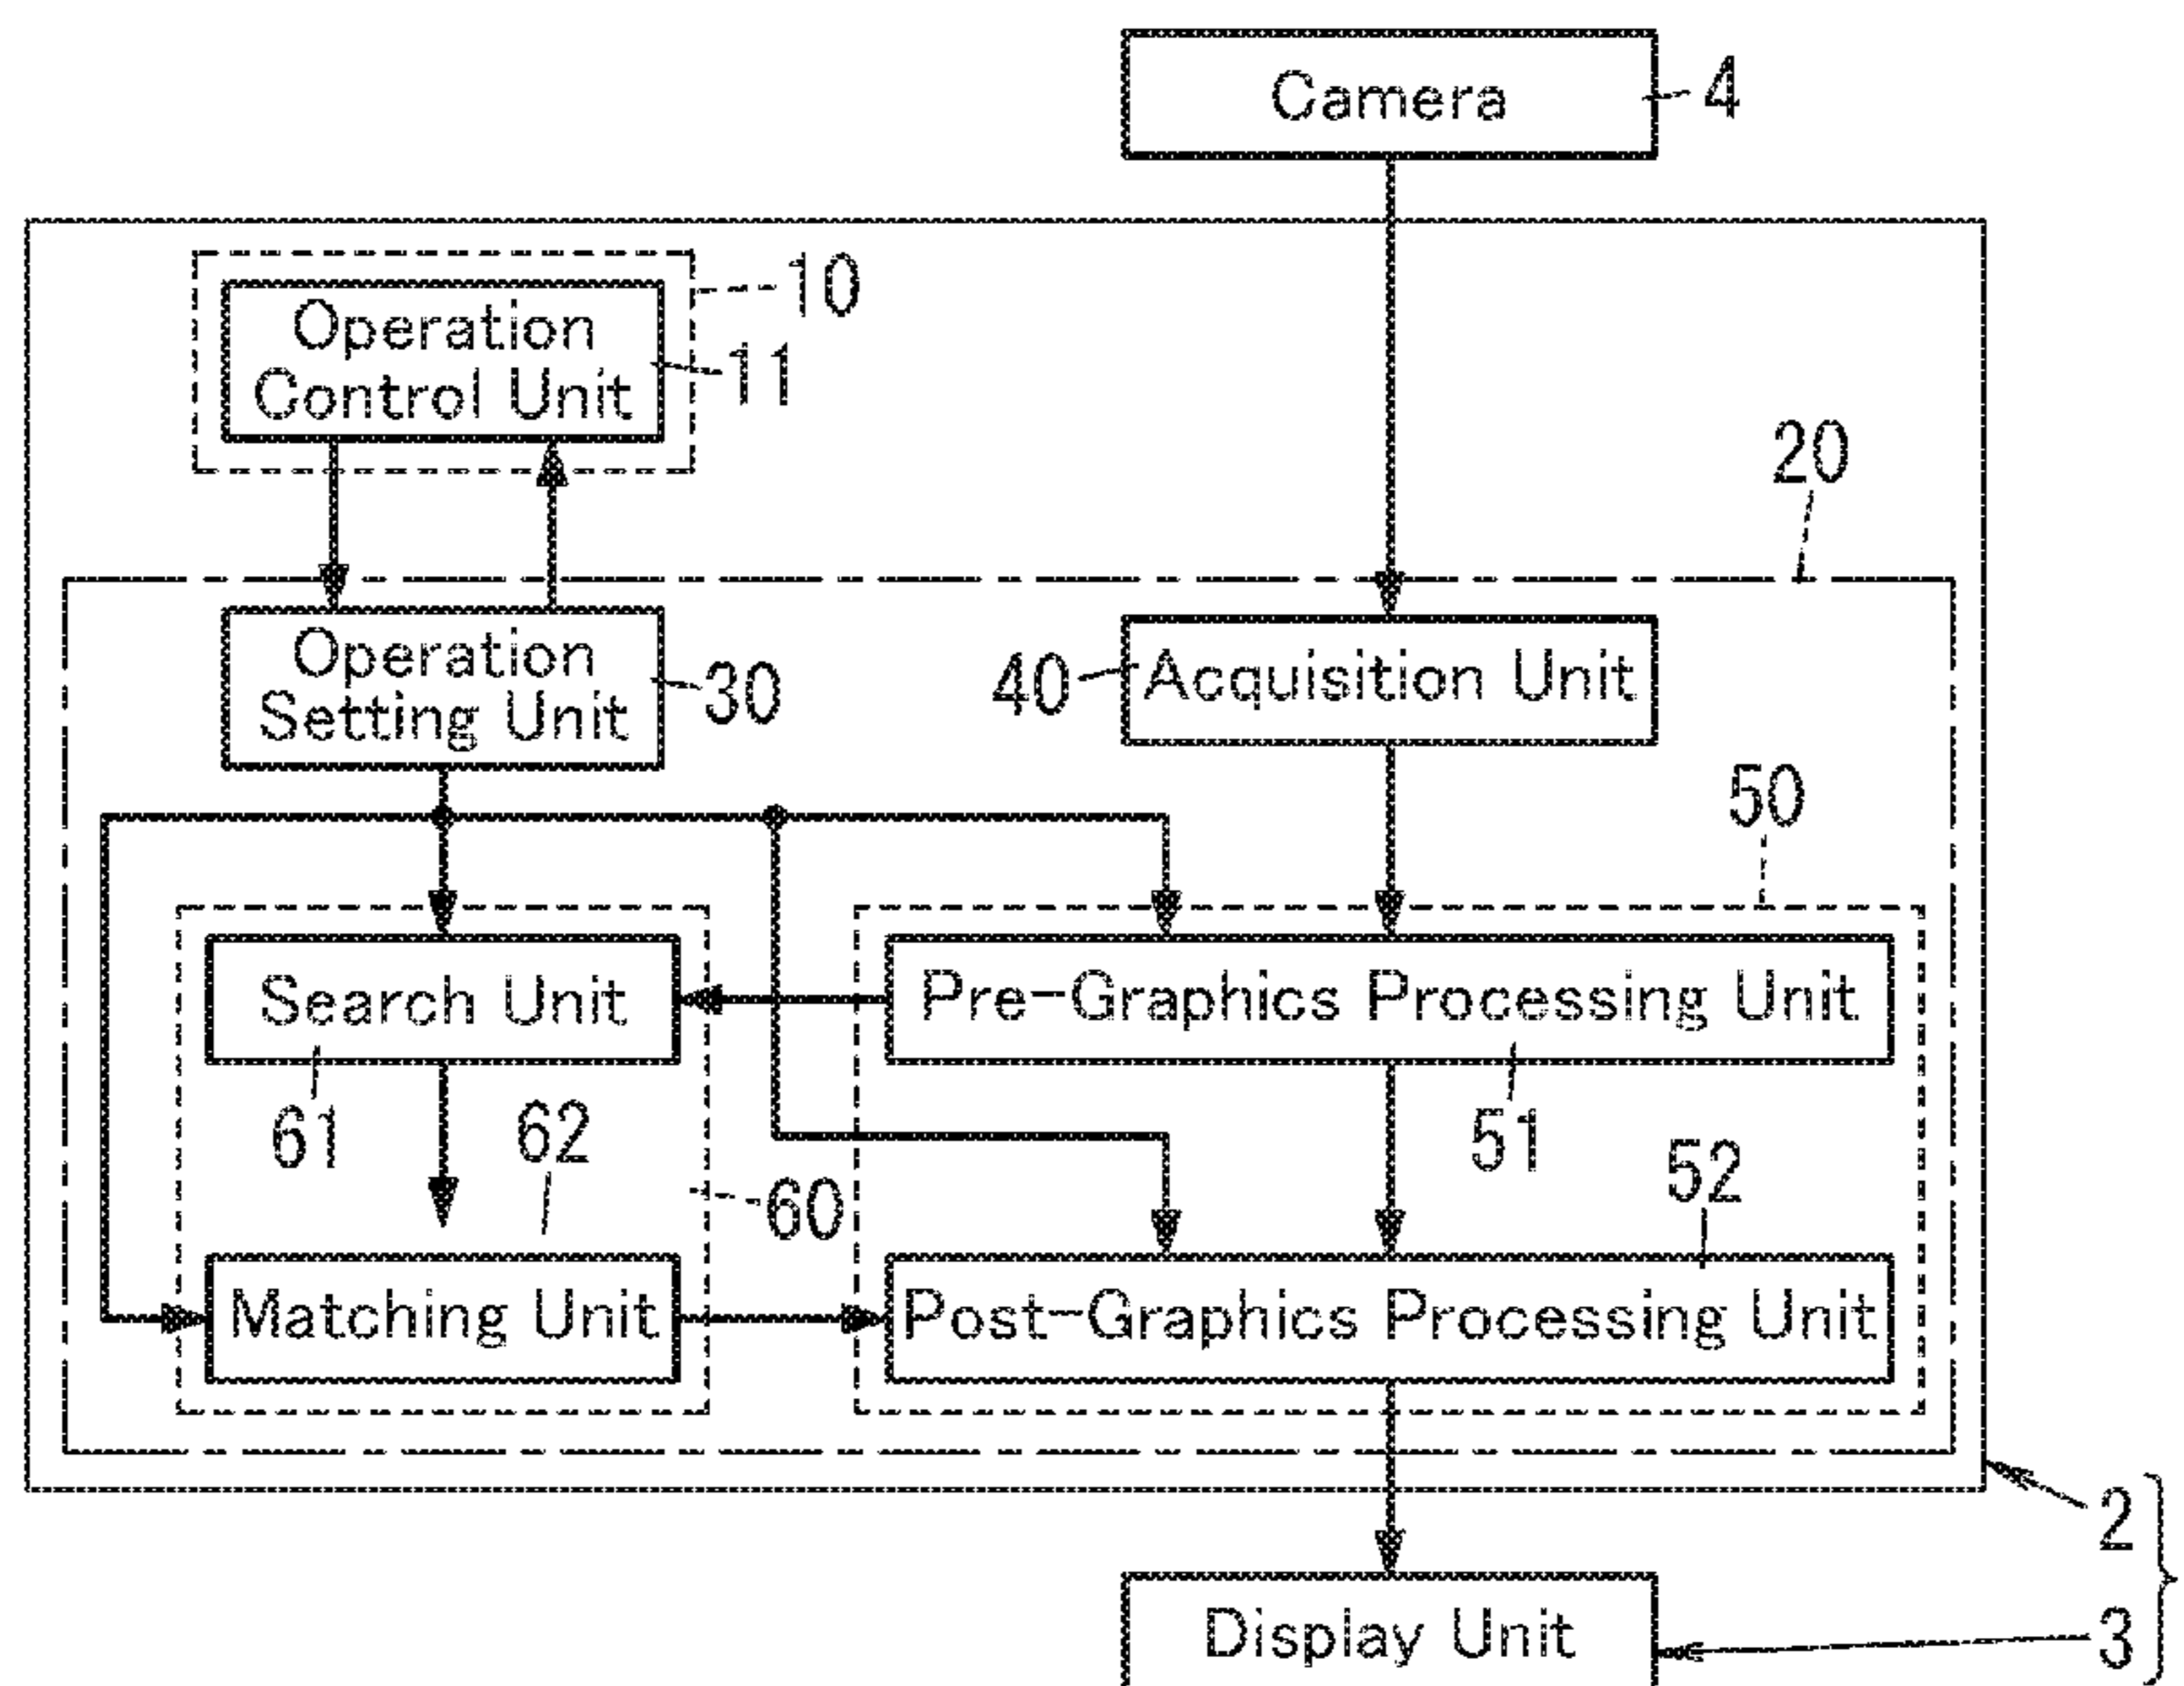 Camera
4
10
Operation
Control Unit
11
20
Operation
Setting Unit
30
40
Acquisition Unit
50
Search Unit
Pre-Graphics Processing Unit
61
62
51
60
52
Matching Unit
Post-Graphics Processing Unit
2
Display Unit
3